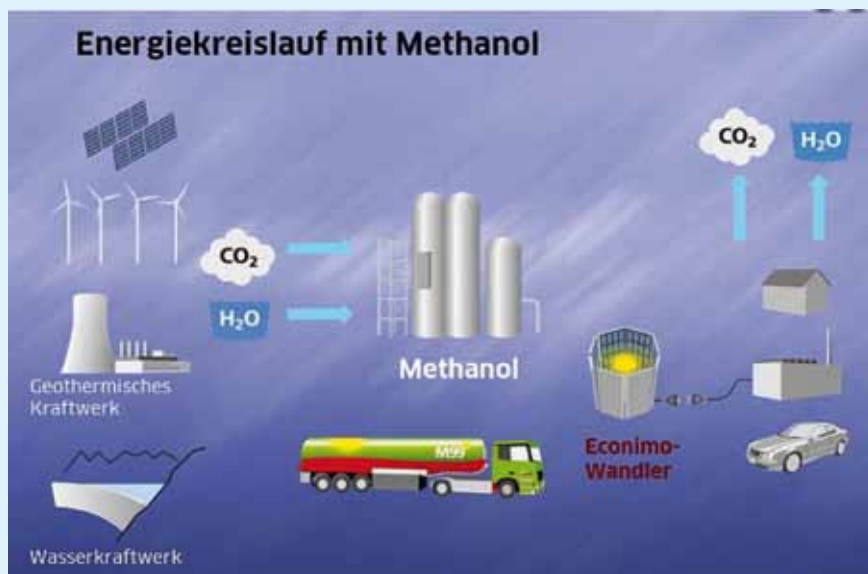 Energiekreislauf mit Methanol
CO₂
H₂O
CO₂
H₂O
Methanol
Geothermisches
Kraftwerk
M99
Econimo-
Wandler
Wasserkraftwerk